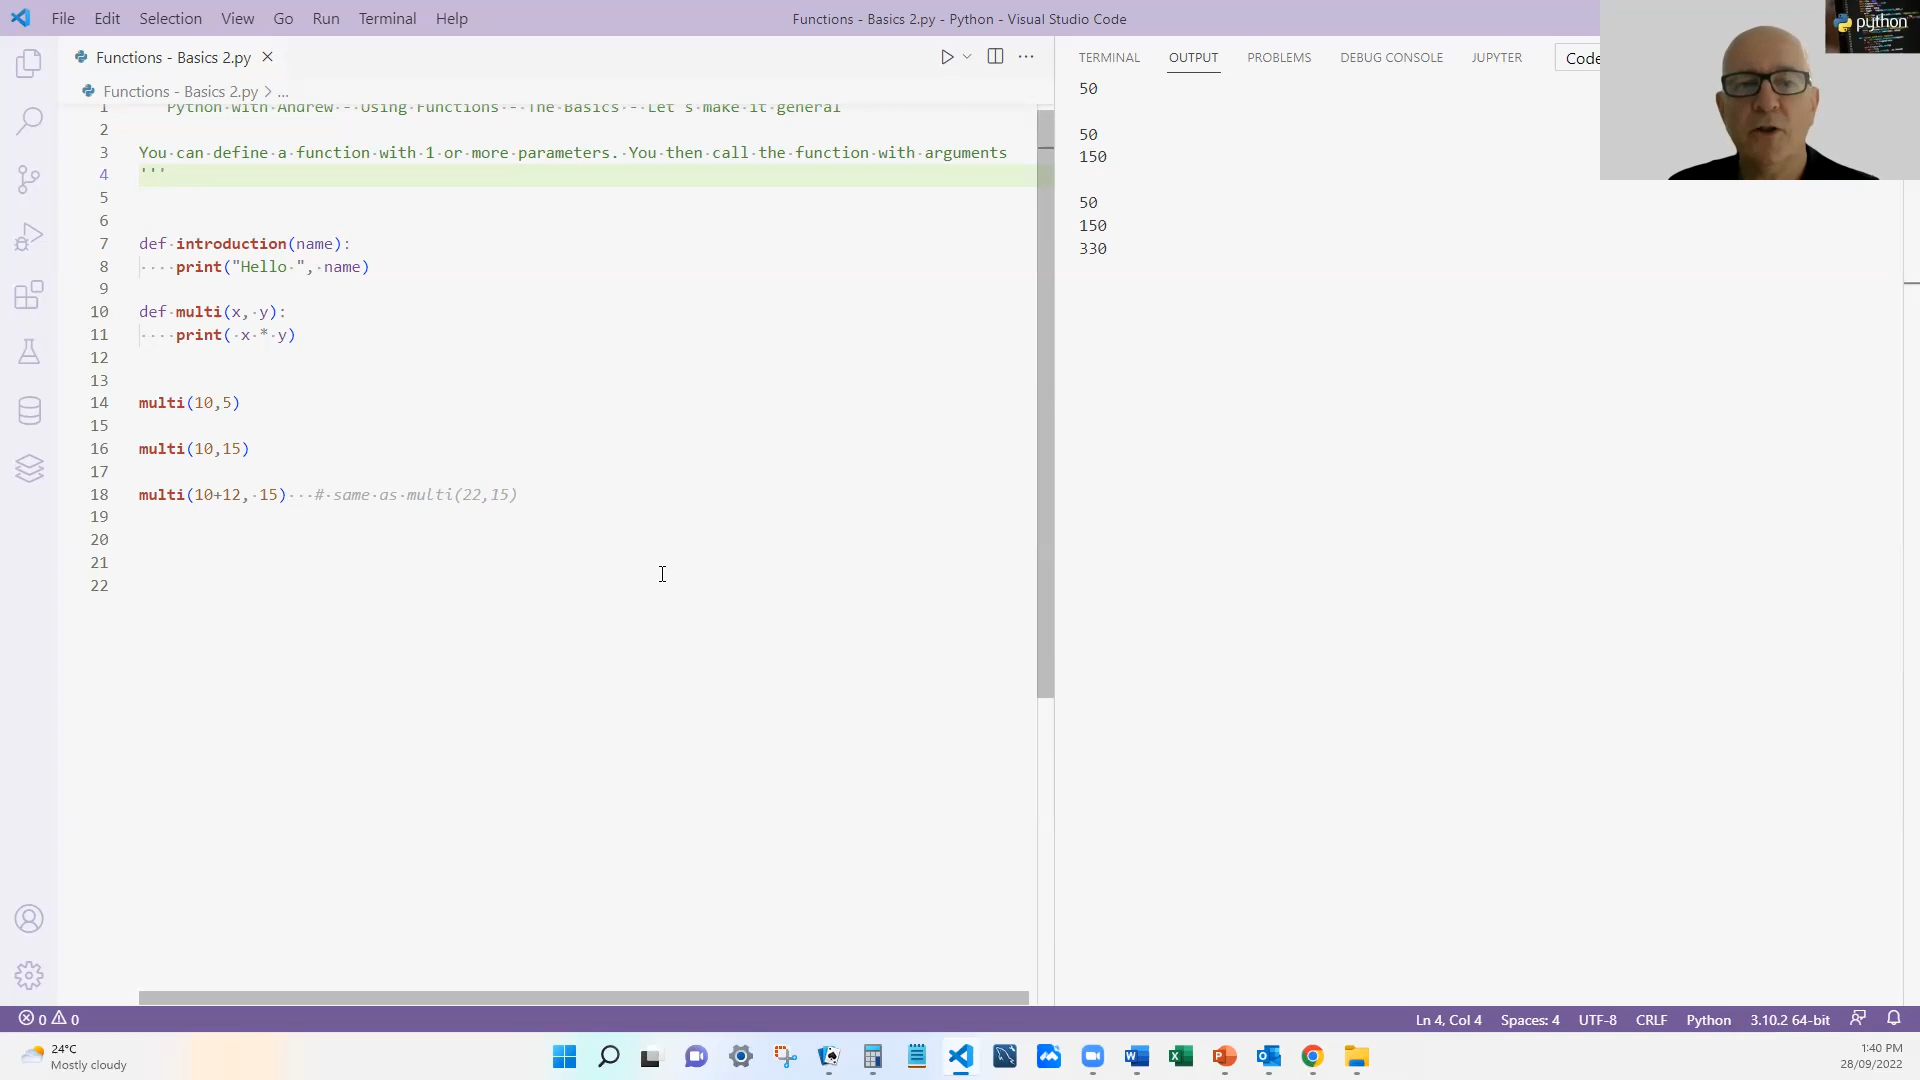 File Edit Selection View Go Run Terminal Help
Functions - Basics 2.py - Python - Visual Studio Code
python
Functions - Basics 2.py
Functions - Basics 2.py > ...
TERMINAL OUTPUT PROBLEMS DEBUG CONSOLE JUPYTER Code
1 Python with Andrew - Using Functions - The Basics - Let's make it general
2
3 You can define a function with 1 or more parameters. You then call the function with arguments
4 '''
5
6
7 def introduction(name):
8 print("Hello ", name)
9
10 def multi(x, y):
11 print( x * y)
12
13
14 multi(10,5)
15
16 multi(10,15)
17
18 multi(10+12, 15) # same as multi(22,15)
19
20
21
22
50
50
150
50
150
330
0 0
Ln 4, Col 4 Spaces: 4 UTF-8 CRLF Python 3.10.2 64-bit
24°C
Mostly cloudy
1:40 PM
28/09/2022